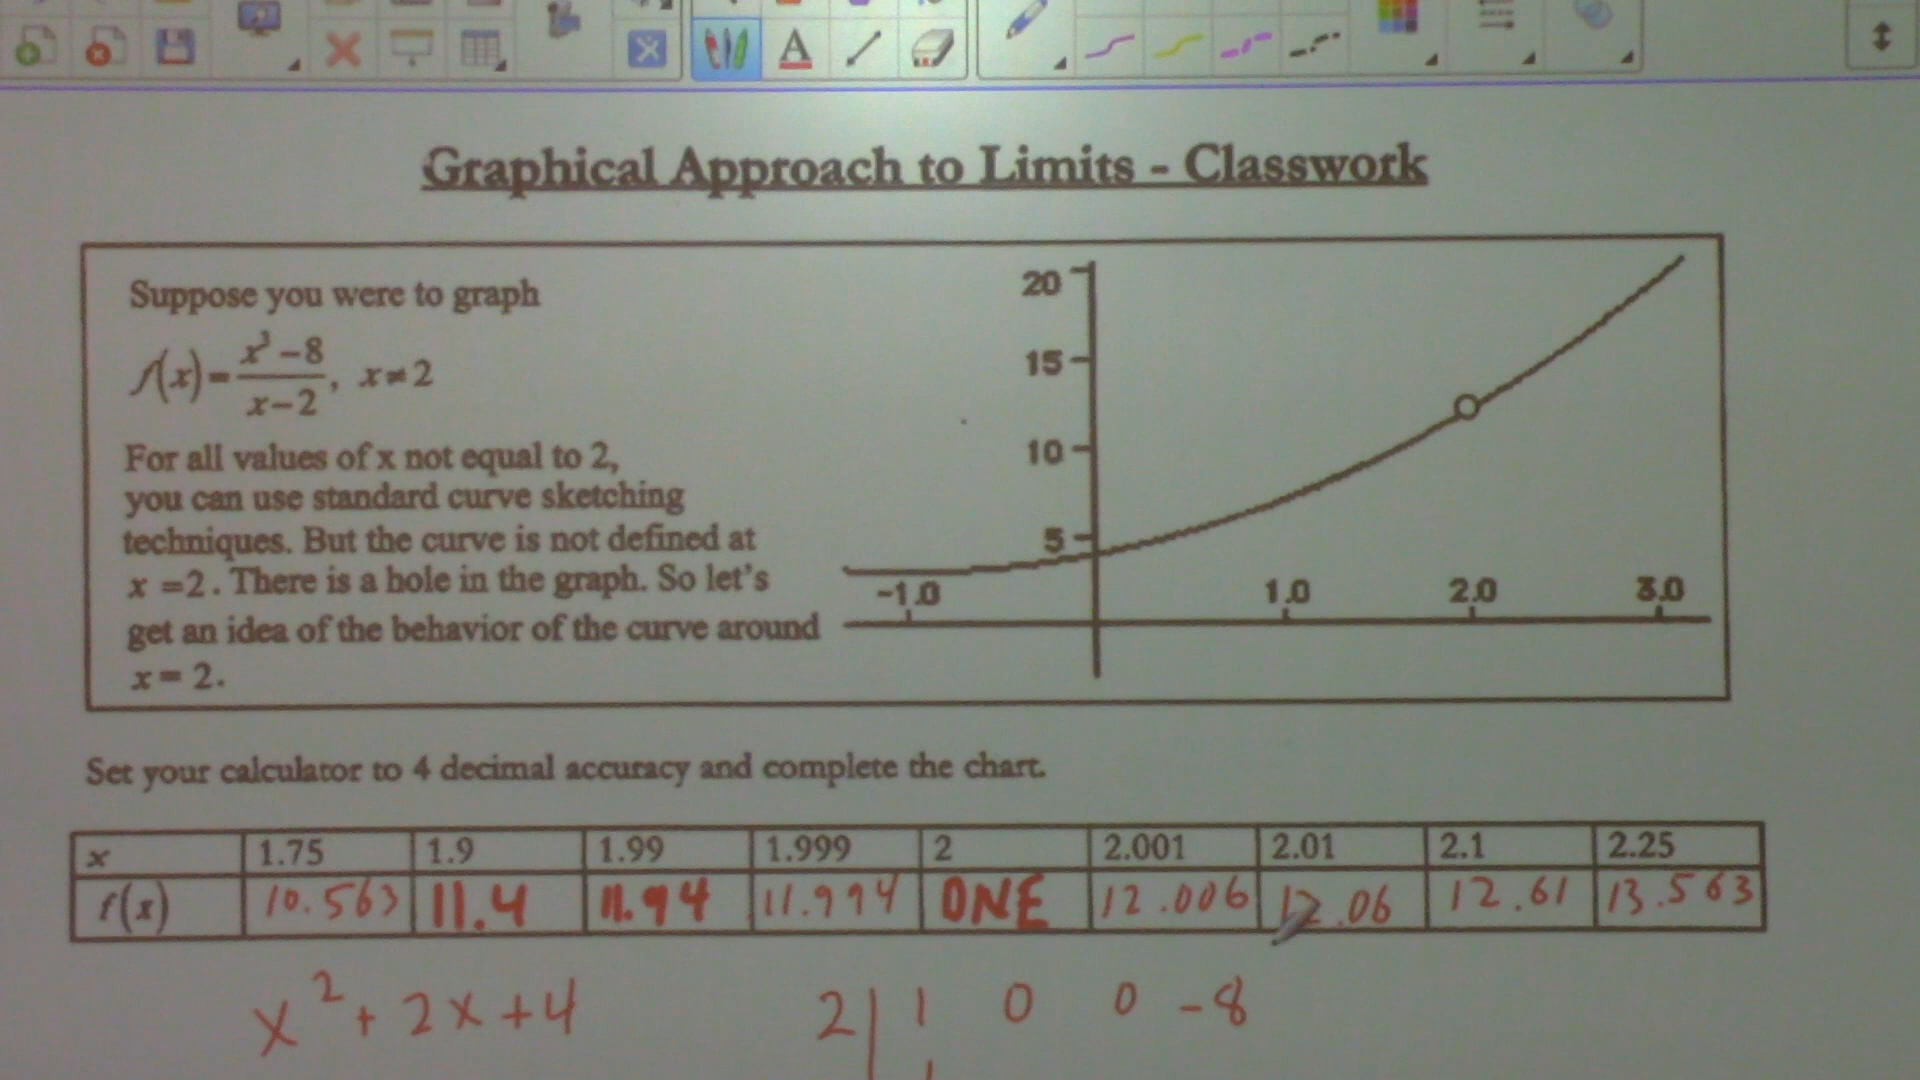 Graphical Approach to Limits - Classwork
Suppose you were to graph
f(x)=x³-8/x-2, x≠2
For all values of x not equal to 2,
you can use standard curve sketching
techniques. But the curve is not defined at
x =2. There is a hole in the graph. So let's
get an idea of the behavior of the curve around
x = 2.
20
15
10
5
-1.0 1.0 2.0 3.0
Set your calculator to 4 decimal accuracy and complete the chart.
x 1.75 1.9 1.99 1.999 2 2.001 2.01 2.1 2.25
f(x) 10.563 11.4 11.94 11.994 DNE 12.006 12.06 12.61 13.563
x² + 2x + 4 2| 1 0 0 -8